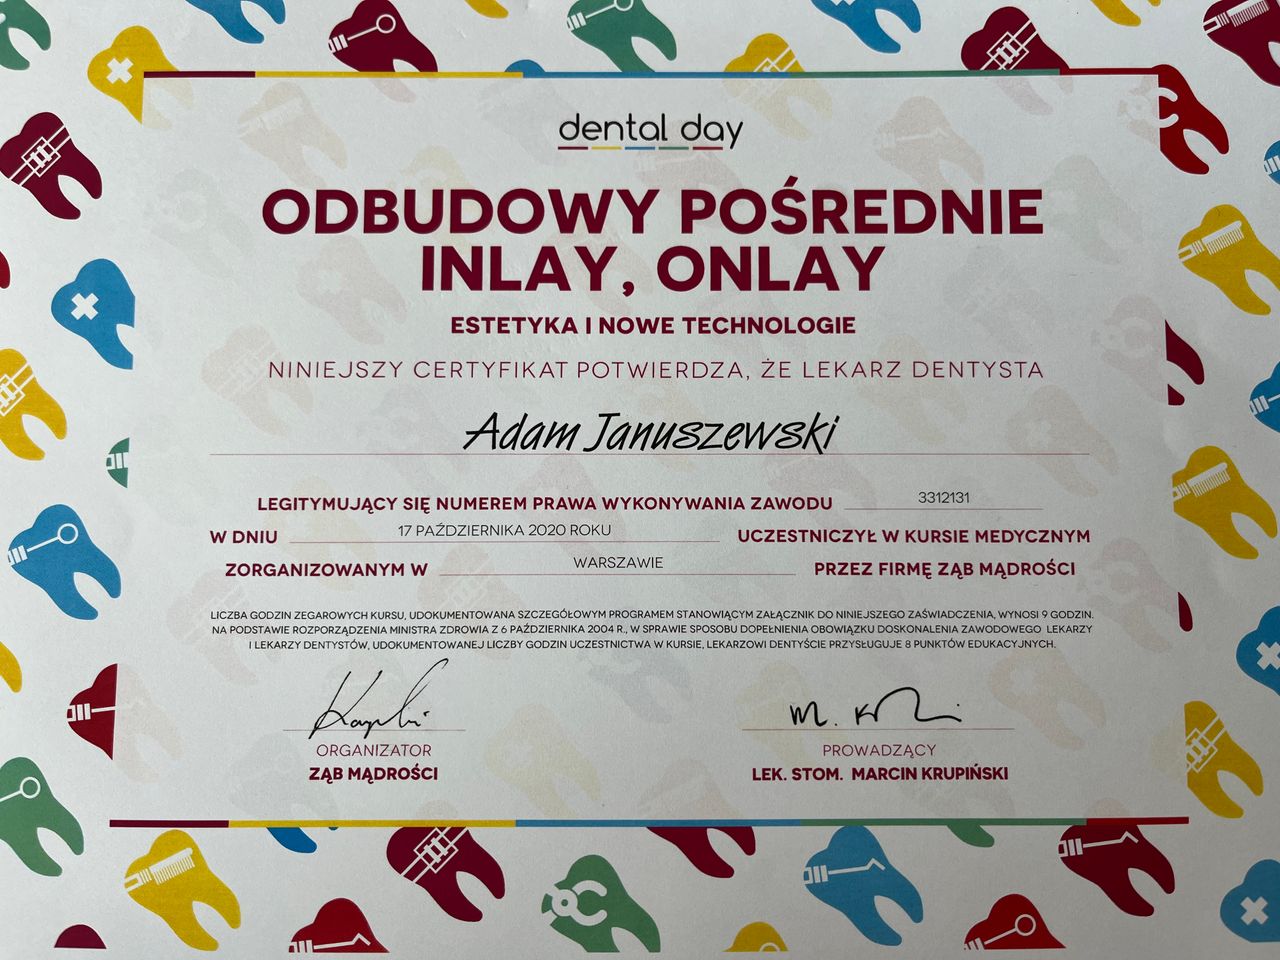 dental day
ODBUDOWY POŚREDNIE
INLAY, ONLAY
ESTETYKA I NOWE TECHNOLOGIE
NINIEJSZY CERTYFIKAT POTWIERDZA, ŻE LEKARZ DENTYSTA
Adam Januszewski
LEGITYMUJĄCY SIĘ NUMEREM PRAWA WYKONYWANIA ZAWODU 3312131
W DNIU 17 PAŹDZIERNIKA 2020 ROKU UCZESTNICZYŁ W KURSIE MEDYCZNYM
ZORGANIZOWANYM W WARSZAWIE PRZEZ FIRMĘ ZĄB MĄDROŚCI
LICZBA GODZIN ZEGAROWYCH KURSU, UDOKUMENTOWANA SZCZEGÓŁOWYM PROGRAMEM STANOWIĄCYM ZAŁĄCZNIK DO NINIEJSZEGO ZAŚWIADCZENIA, WYNOSI 9 GODZIN.
NA PODSTAWIE ROZPORZĄDZENIA MINISTRA ZDROWIA Z 6 PAŹDZIERNIKA 2004 R., W SPRAWIE SPOSOBU DOPEŁNIENIA OBOWIĄZKU DOSKONALENIA ZAWODOWEGO LEKARZY
I LEKARZY DENTYSTÓW, UDOKUMENTOWANEJ LICZBY GODZIN UCZESTNICTWA W KURSIE, LEKARZOWI DENTYŚCIE PRZYSŁUGUJE 8 PUNKTÓW EDUKACYJNYCH.
ORGANIZATOR
ZĄB MĄDROŚCI
PROWADZĄCY
LEK. STOM. MARCIN KRUPIŃSKI